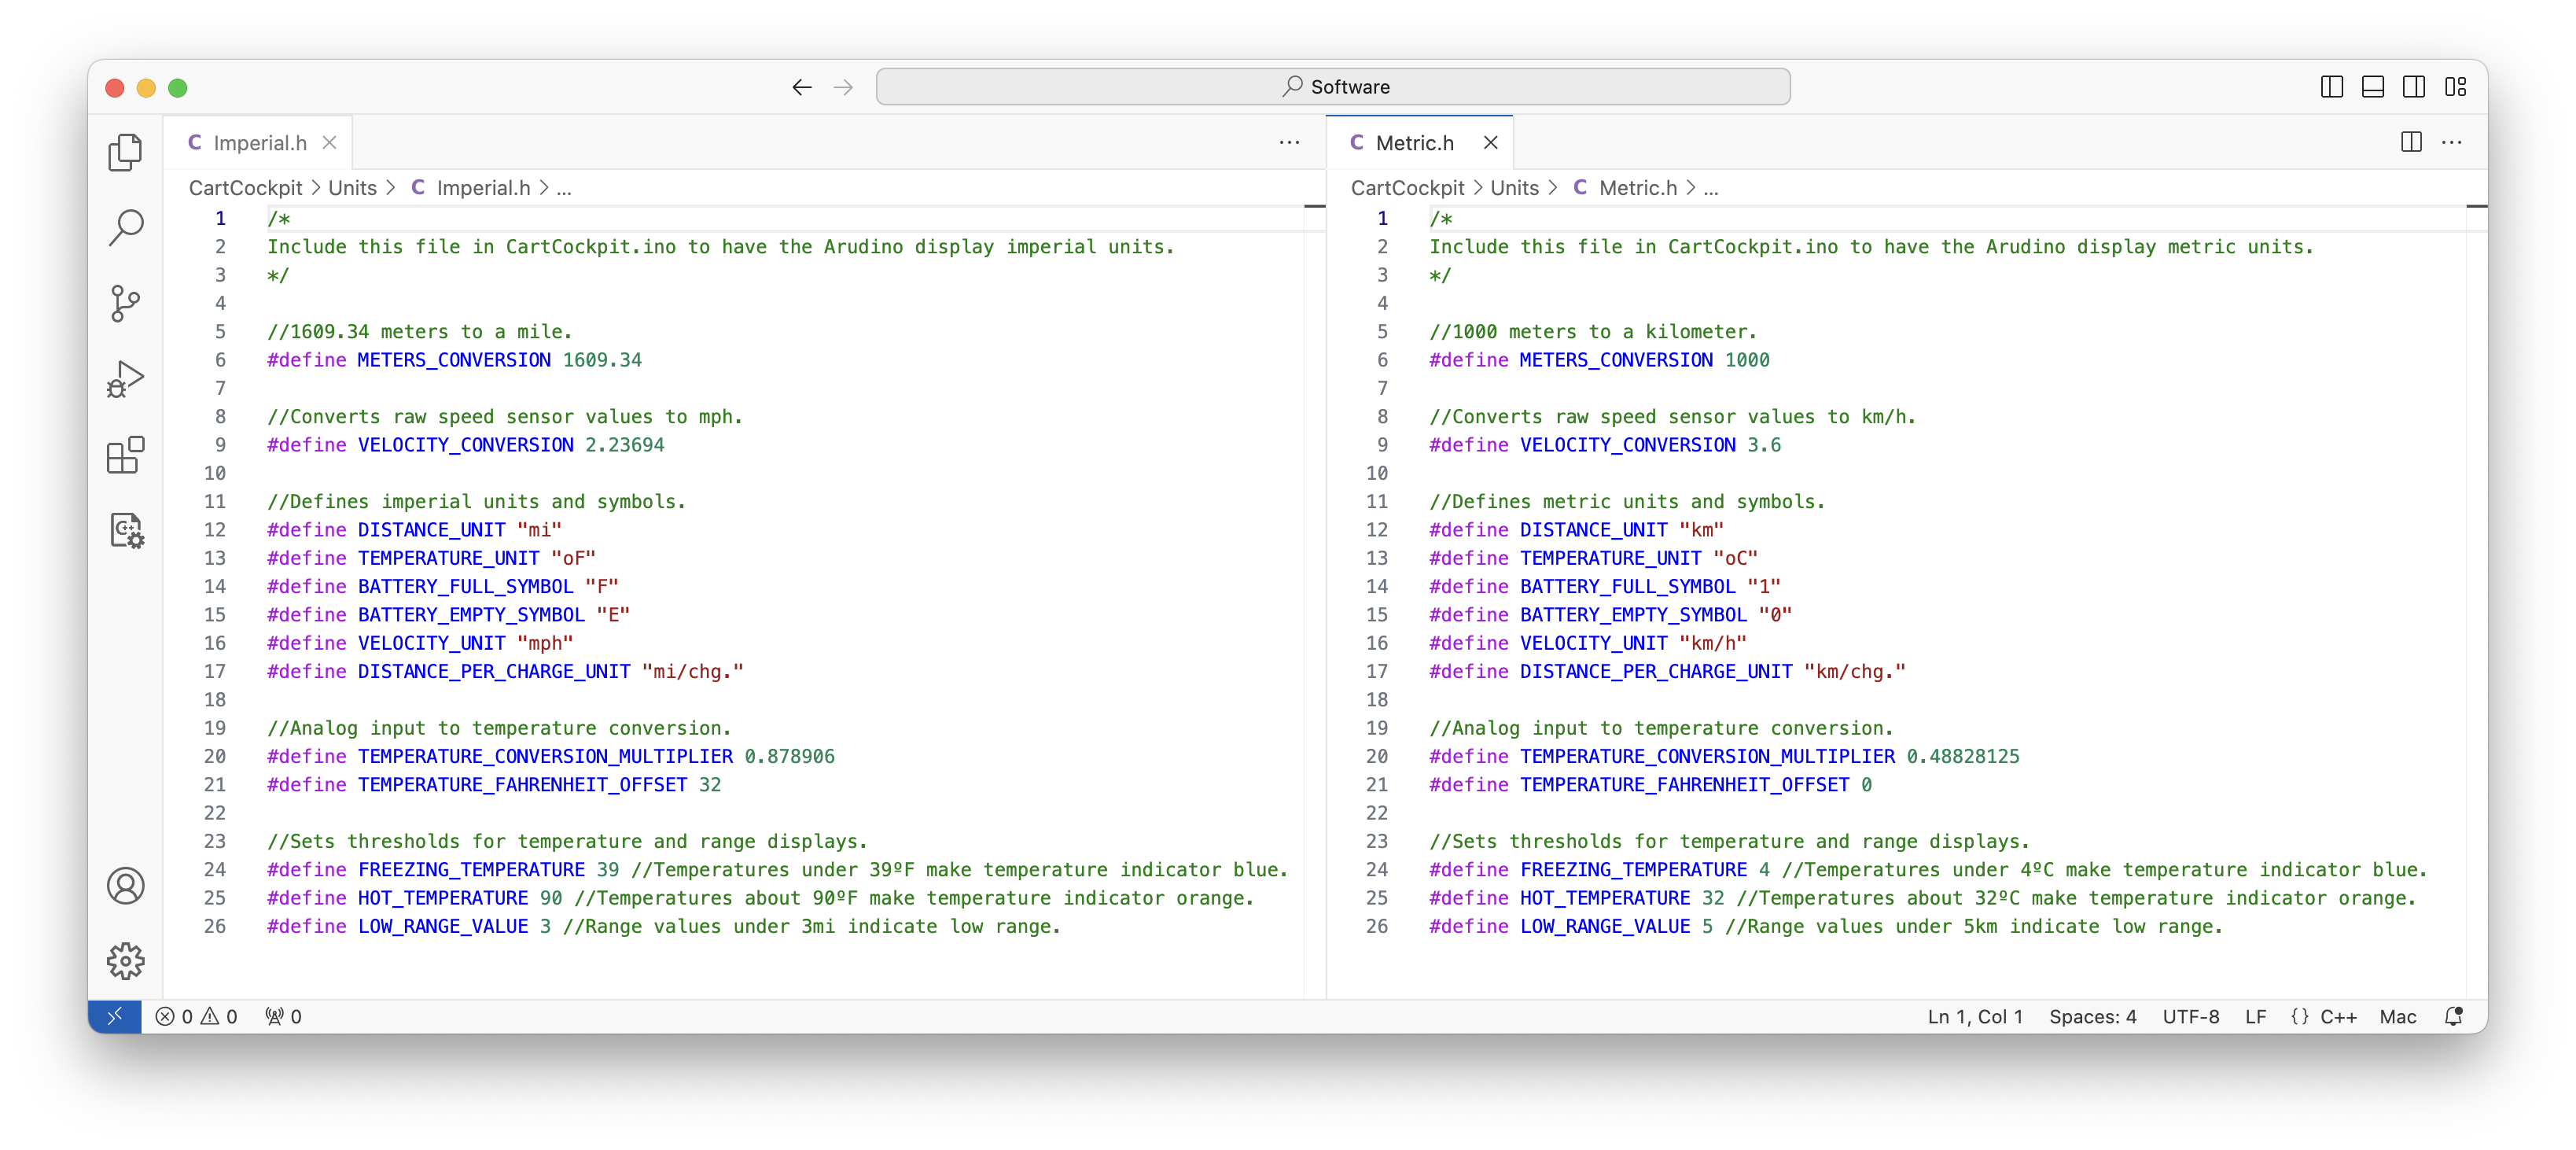 Software
Imperial.h
CartCockpit > Units > C Imperial.h > ...
1 /*
2 Include this file in CartCockpit.ino to have the Arudino display imperial units.
3 */
4
5 //1609.34 meters to a mile.
6 #define METERS_CONVERSION 1609.34
7
8 //Converts raw speed sensor values to mph.
9 #define VELOCITY_CONVERSION 2.23694
10
11 //Defines imperial units and symbols.
12 #define DISTANCE_UNIT "mi"
13 #define TEMPERATURE_UNIT "oF"
14 #define BATTERY_FULL_SYMBOL "F"
15 #define BATTERY_EMPTY_SYMBOL "E"
16 #define VELOCITY_UNIT "mph"
17 #define DISTANCE_PER_CHARGE_UNIT "mi/chg."
18
19 //Analog input to temperature conversion.
20 #define TEMPERATURE_CONVERSION_MULTIPLIER 0.878906
21 #define TEMPERATURE_FAHRENHEIT_OFFSET 32
22
23 //Sets thresholds for temperature and range displays.
24 #define FREEZING_TEMPERATURE 39 //Temperatures under 39ºF make temperature indicator blue.
25 #define HOT_TEMPERATURE 90 //Temperatures about 90ºF make temperature indicator orange.
26 #define LOW_RANGE_VALUE 3 //Range values under 3mi indicate low range.
C Metric.h
CartCockpit > Units > C Metric.h > ...
1 /*
2 Include this file in CartCockpit.ino to have the Arudino display metric units.
3 */
4
5 //1000 meters to a kilometer.
6 #define METERS_CONVERSION 1000
7
8 //Converts raw speed sensor values to km/h.
9 #define VELOCITY_CONVERSION 3.6
10
11 //Defines metric units and symbols.
12 #define DISTANCE_UNIT "km"
13 #define TEMPERATURE_UNIT "oC"
14 #define BATTERY_FULL_SYMBOL "1"
15 #define BATTERY_EMPTY_SYMBOL "0"
16 #define VELOCITY_UNIT "km/h"
17 #define DISTANCE_PER_CHARGE_UNIT "km/chg."
18
19 //Analog input to temperature conversion.
20 #define TEMPERATURE_CONVERSION_MULTIPLIER 0.48828125
21 #define TEMPERATURE_FAHRENHEIT_OFFSET 0
22
23 //Sets thresholds for temperature and range displays.
24 #define FREEZING_TEMPERATURE 4 //Temperatures under 4ºC make temperature indicator blue.
25 #define HOT_TEMPERATURE 32 //Temperatures about 32ºC make temperature indicator orange.
26 #define LOW_RANGE_VALUE 5 //Range values under 5km indicate low range.
0 0 0 Ln 1, Col 1 Spaces: 4 UTF-8 LF {} C++ Mac